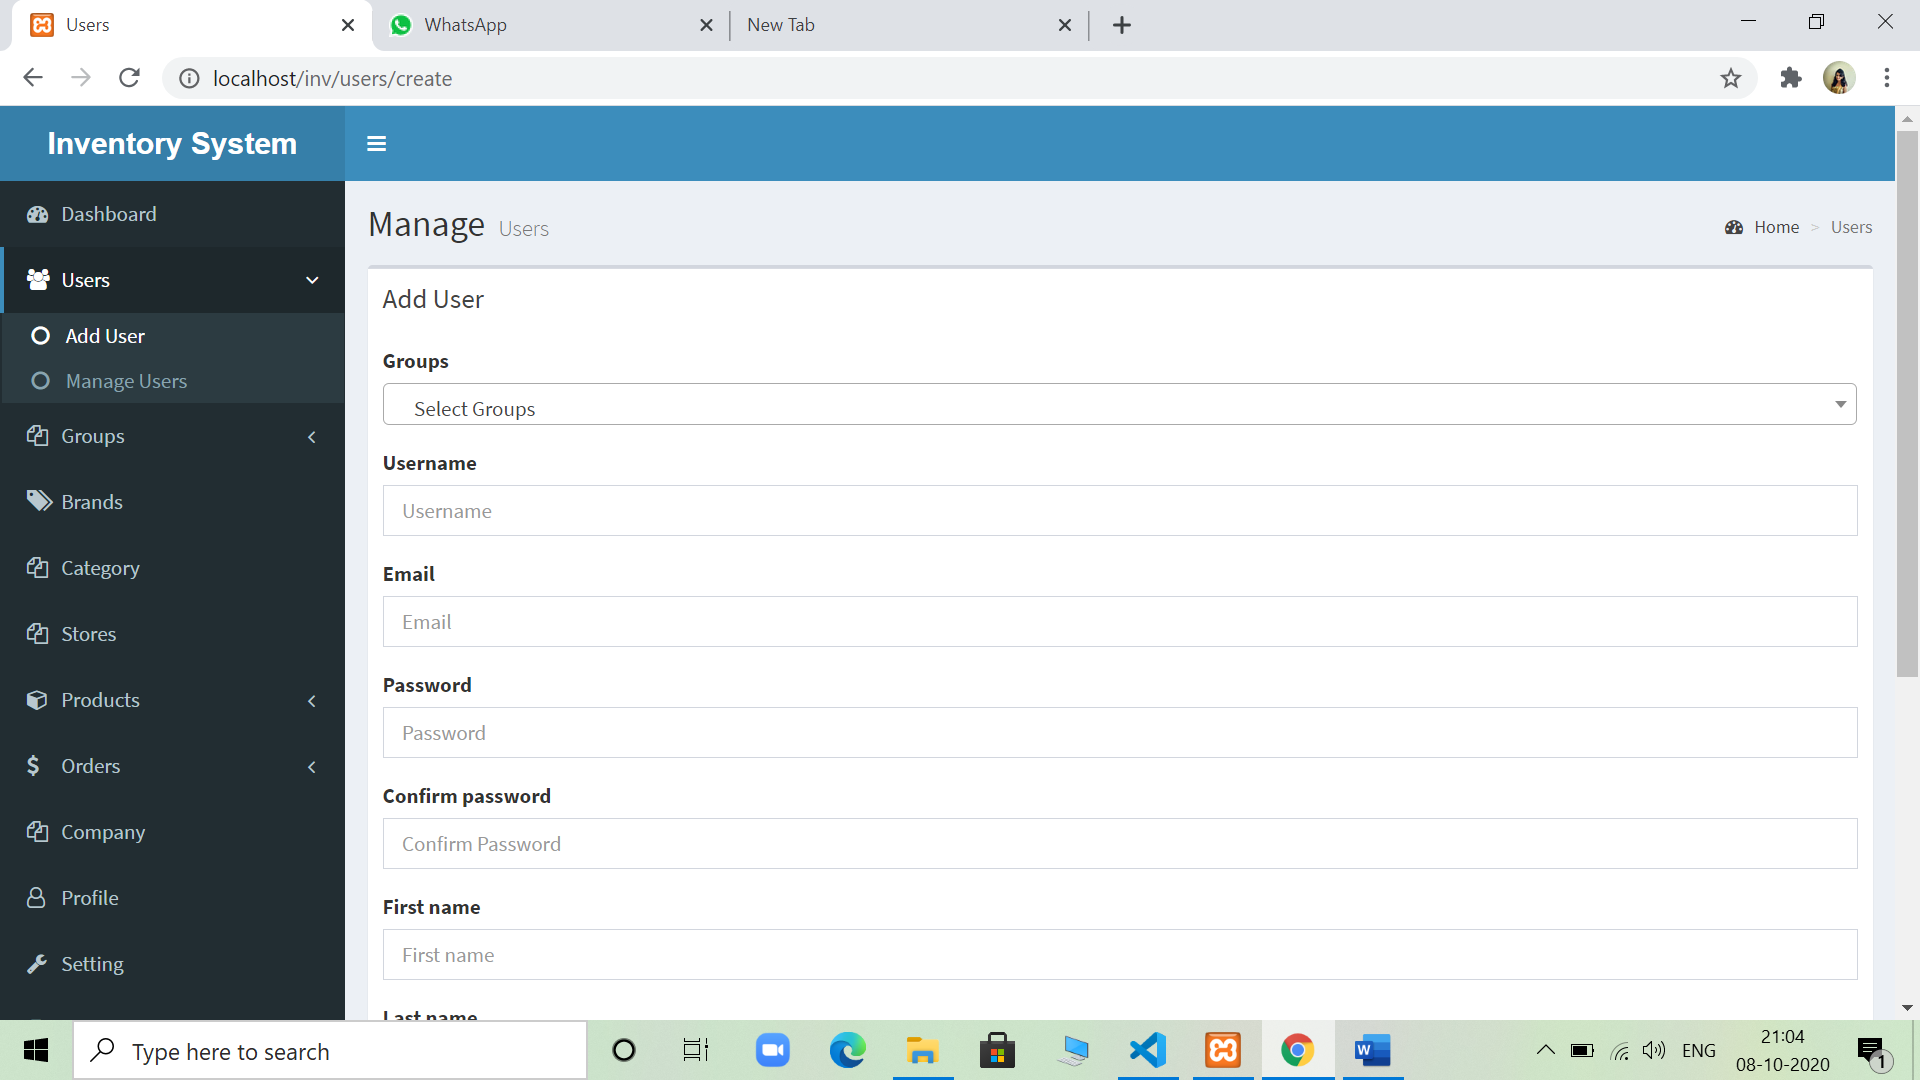 Users
WhatsApp
New Tab
localhost/inv/users/create
Inventory System
Dashboard
Users
Add User
Manage Users
Groups
Brands
Category
Stores
Products
Orders
Company
Profile
Setting
Manage Users
Home > Users
Add User
Groups
Select Groups
Username
Username
Email
Email
Password
Password
Confirm password
Confirm Password
First name
First name
Last name
Type here to search
W
ENG
21:04
08-10-2020
1